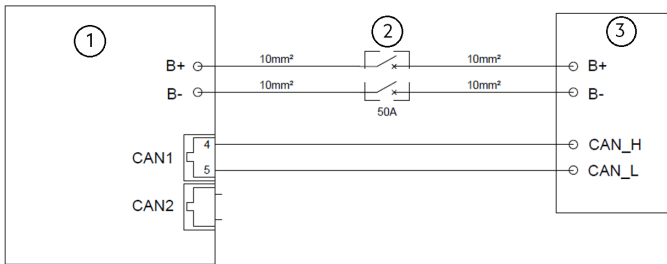 1
2
3
B+
10mm²
10mm²
B+
B-
10mm²
10mm²
B-
50A
4
CAN_H
CAN1
5
CAN_L
CAN2